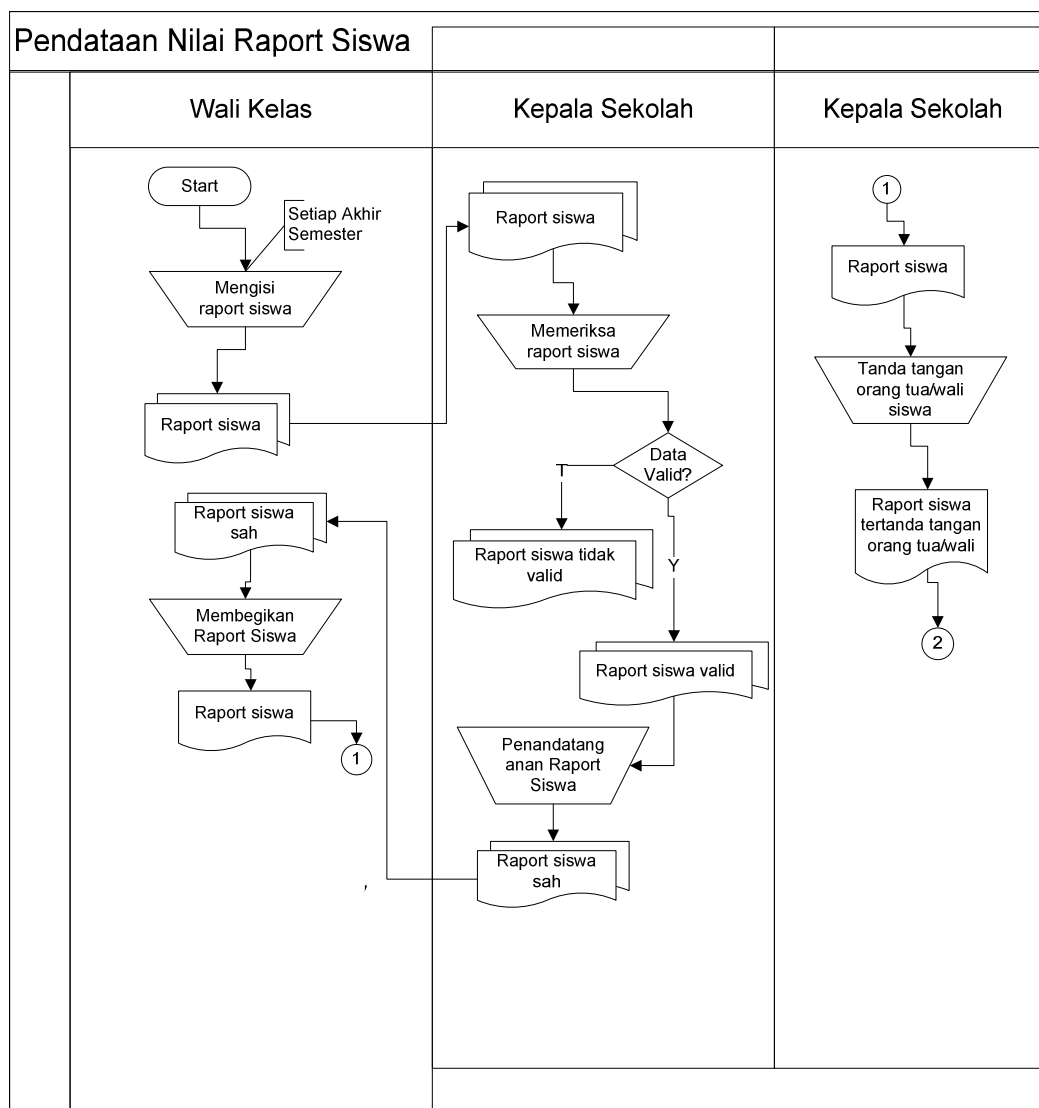 Pendataan Nilai Raport Siswa
Wali Kelas
Kepala Sekolah
Kepala Sekolah
Start
Setiap Akhir
Semester
Mengisi
raport siswa
Raport siswa
Raport siswa
sah
Membegikan
Raport Siswa
Raport siswa
1
Raport siswa
Memeriksa
raport siswa
Data
Valid?
T
Y
Raport siswa tidak
valid
Raport siswa valid
Penandatang
anan Raport
Siswa
Raport siswa
sah
,
1
Raport siswa
Tanda tangan
orang tua/wali
siswa
Raport siswa
tertanda tangan
orang tua/wali
2